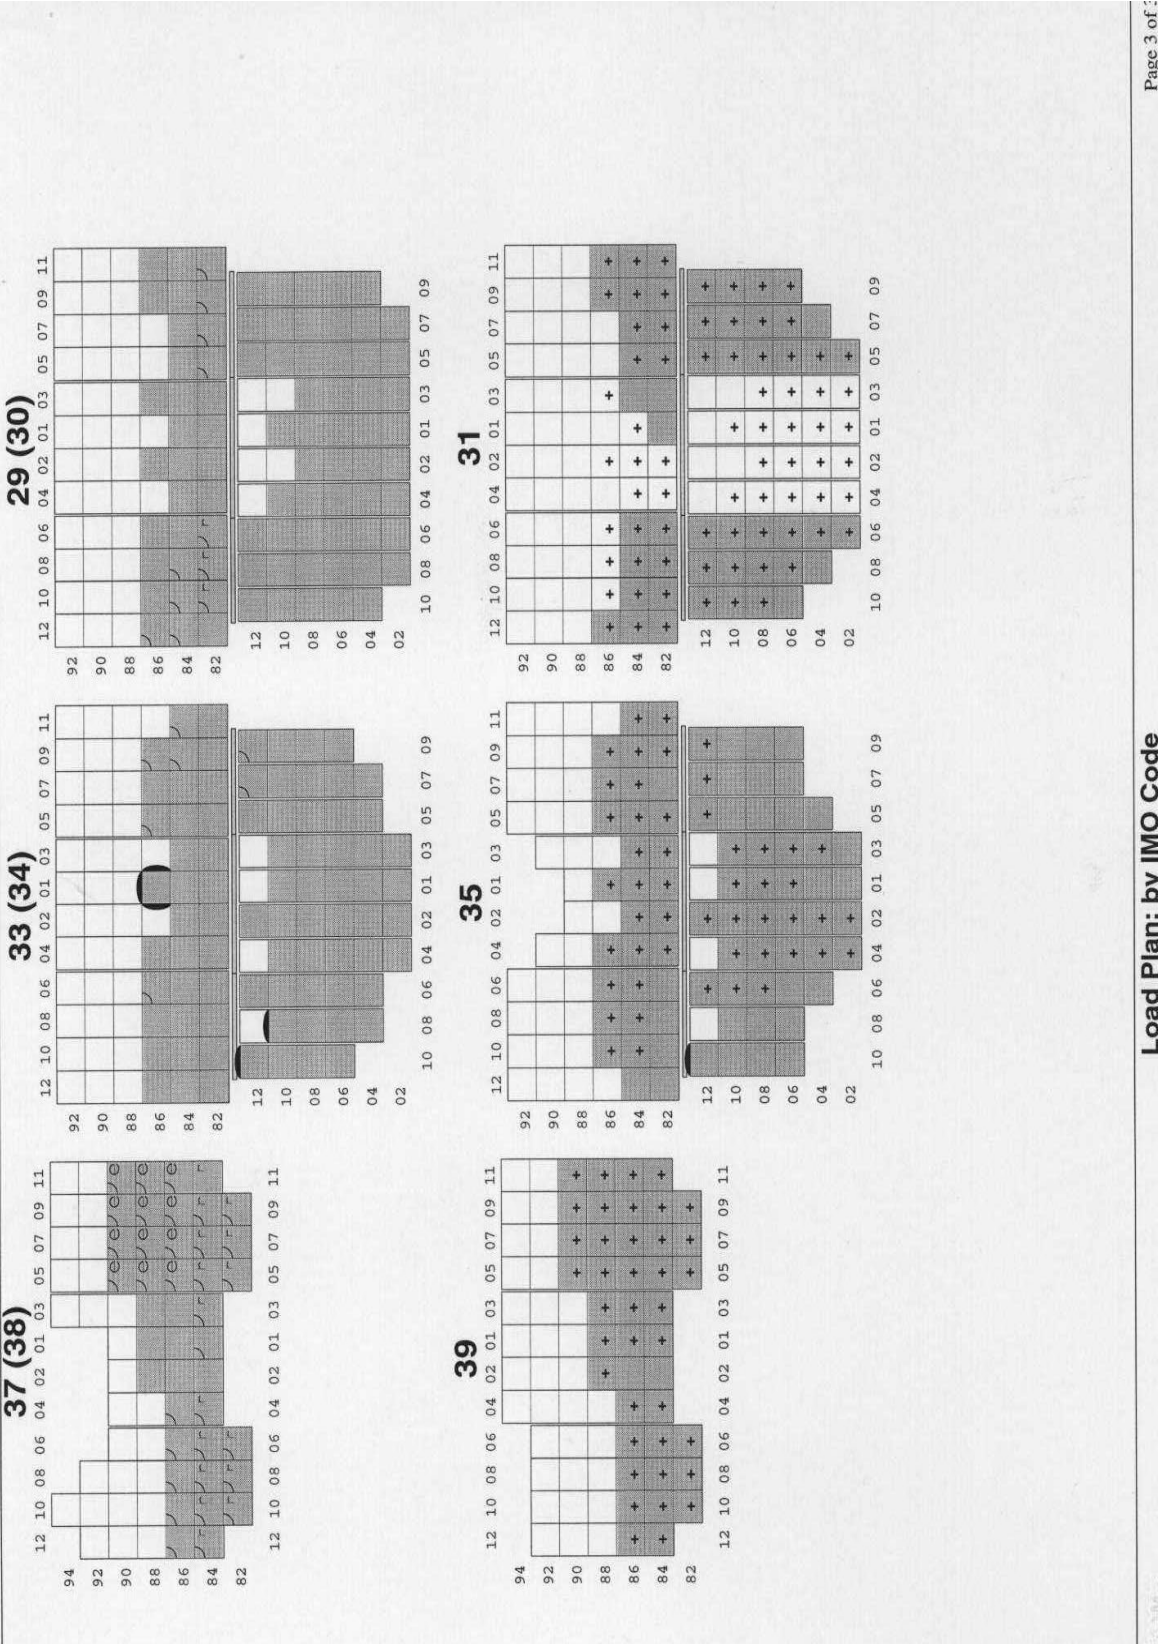 37 (38)
12 10 08 06 04 02 01 03 05 07 09 11
94
92
90 e e e e
88 e e e e
86 e e e e
84 r r r r r r r r r r
82 r r r r r r
12 10 08 06 04 02 01 03 05 07 09 11
33 (34)
12 10 08 06 04 02 01 03 05 07 09 11
92
90
88
86
84
82
12
10
08
06
04
02
10 08 06 04 02 01 03 05 07 09
29 (30)
12 10 08 06 04 02 01 03 05 07 09 11
92
90
88
86
84
82 r r r
12
10
08
06
04
02
10 08 06 04 02 01 03 05 07 09
39
12 10 08 06 04 02 01 03 05 07 09 11
94
92
90 + + + +
88 + + + + + + +
86 + + + + + + + + + + +
84 + + + + + + + + + + +
82 + + + + + +
12 10 08 06 04 02 01 03 05 07 09 11
35
12 10 08 06 04 02 01 03 05 07 09 11
92
90
88
86 + + + + + + + +
84 + + + + + + + + + + +
82 + + + + + + +
12 + + + + +
10 + + + + +
08 + + + + +
06 + + + +
04 + + +
02 + +
10 08 06 04 02 01 03 05 07 09
31
12 10 08 06 04 02 01 03 05 07 09 11
92
90
88
86 + + + + + + + +
84 + + + + + + + + + + +
82 + + + + + + + + + +
12 + + + + + +
10 + + + + + + + +
08 + + + + + + + + + +
06 + + + + + + + + +
04 + + + + + +
02 + + + + + +
10 08 06 04 02 01 03 05 07 09
Load Plan: by IMO Code
Page 3 of